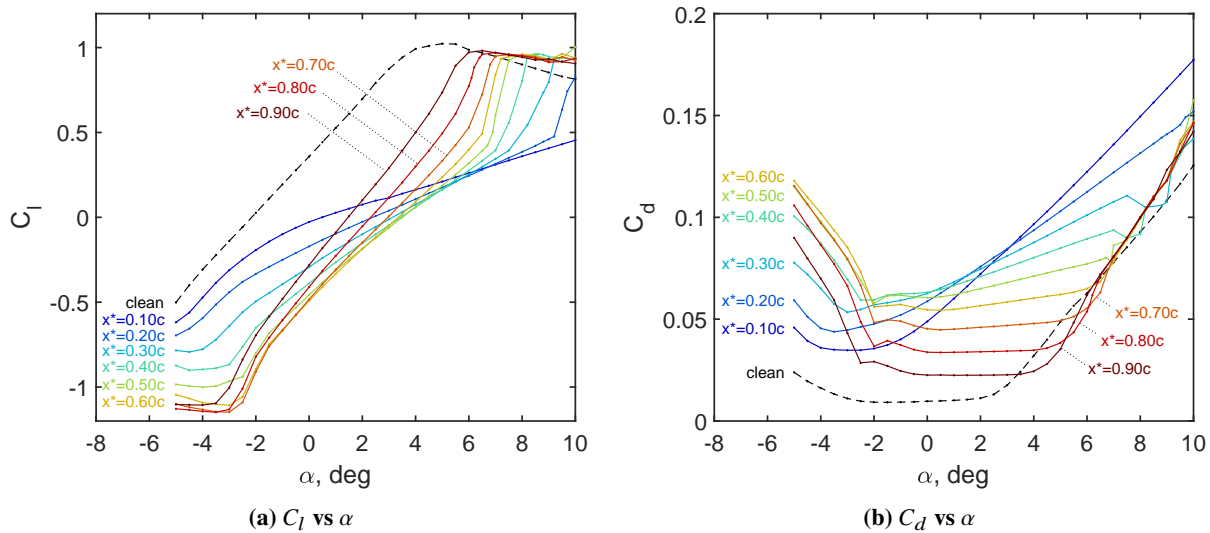 1
0.5
0
-0.5
-1
C_l
x*=0.70c
x*=0.80c
x*=0.90c
clean
x*=0.10c
x*=0.20c
x*=0.30c
x*=0.40c
x*=0.50c
x*=0.60c
-8 -6 -4 -2 0 2 4 6 8 10
α, deg
(a) C_l vs α
0.2
0.15
0.1
0.05
0
C_d
x*=0.60c
x*=0.50c
x*=0.40c
x*=0.30c
x*=0.20c
x*=0.10c
clean
x*=0.70c
x*=0.80c
x*=0.90c
-8 -6 -4 -2 0 2 4 6 8 10
α, deg
(b) C_d vs α